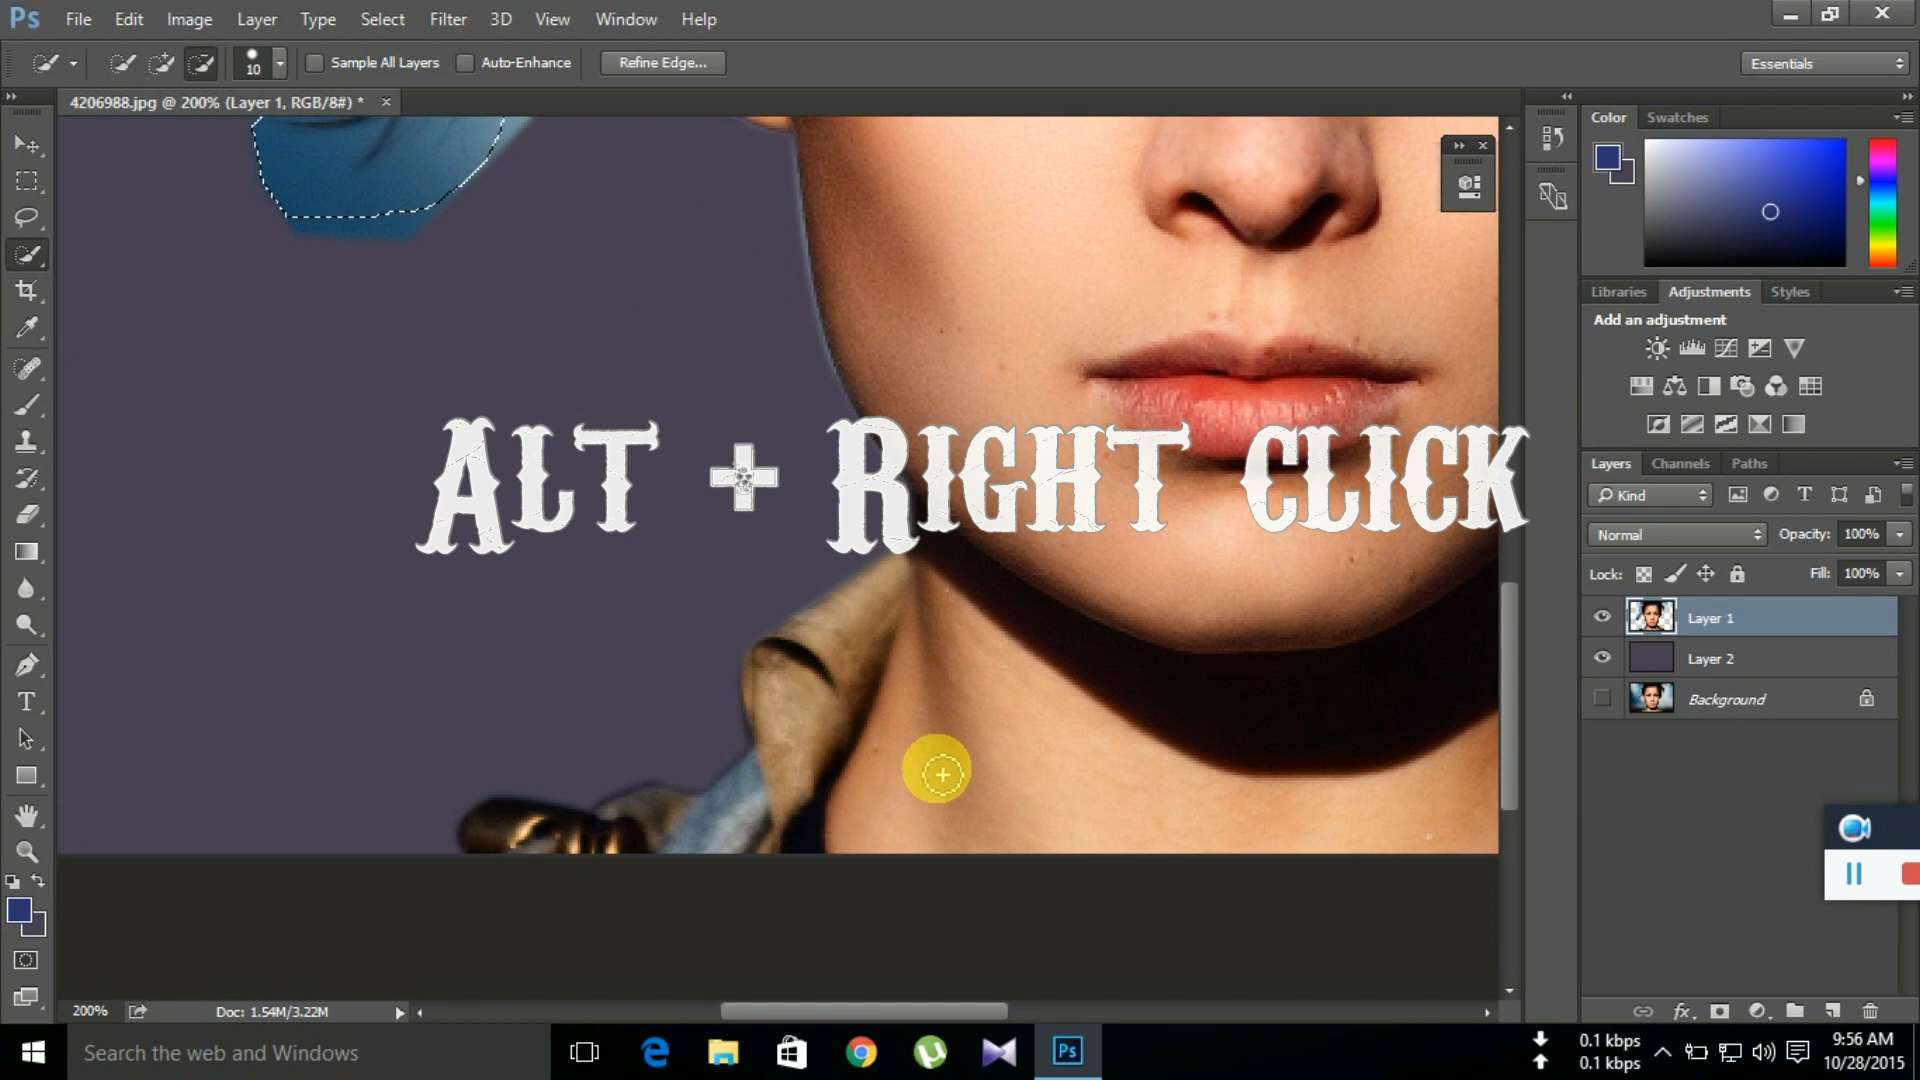 Ps File Edit Image Layer Type Select Filter 3D View Window Help
10 Sample All Layers Auto-Enhance Refine Edge... Essentials
4206988.jpg @ 200% (Layer 1, RGB/8#) *
Color Swatches
Libraries Adjustments Styles
Add an adjustment
Alt + Right click
Layers Channels Paths
Kind
Normal Opacity: 100%
Lock: Fill: 100%
Layer 1
Layer 2
Background
200% Doc: 1.54M/3.22M
Search the web and Windows
Ps
0.1 kbps
0.1 kbps
9:56 AM
10/28/2015